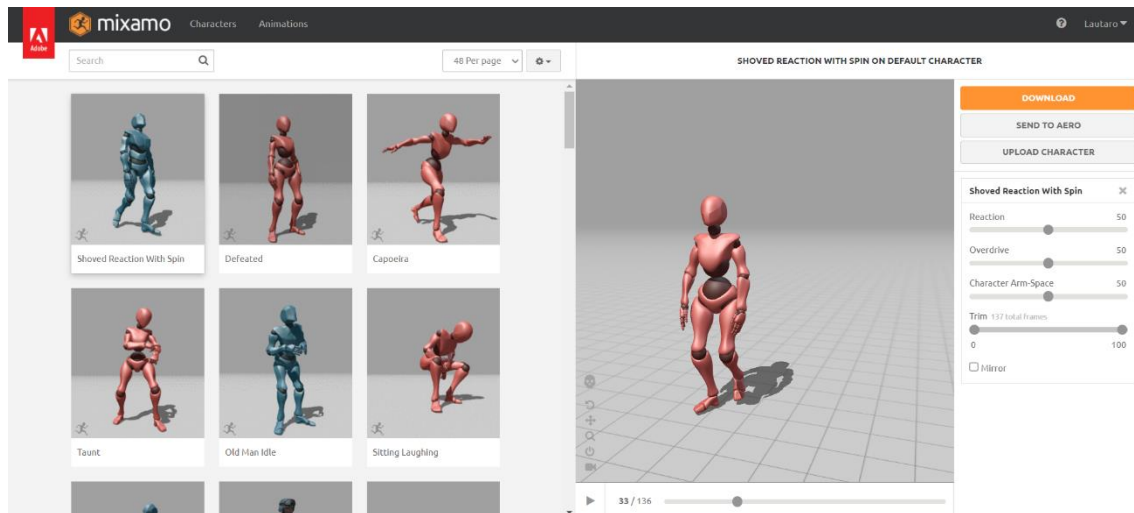 Adobe
mixamo
Characters
Animations
Lautaro
Search
48 Per page
SHOVED REACTION WITH SPIN ON DEFAULT CHARACTER
Shoved Reaction With Spin
Defeated
Capoeira
Taunt
Old Man Idle
Sitting Laughing
33 / 136
DOWNLOAD
SEND TO AERO
UPLOAD CHARACTER
Shoved Reaction With Spin
Reaction 50
Overdrive 50
Character Arm-Space 50
Trim 137 total frames
0 100
Mirror